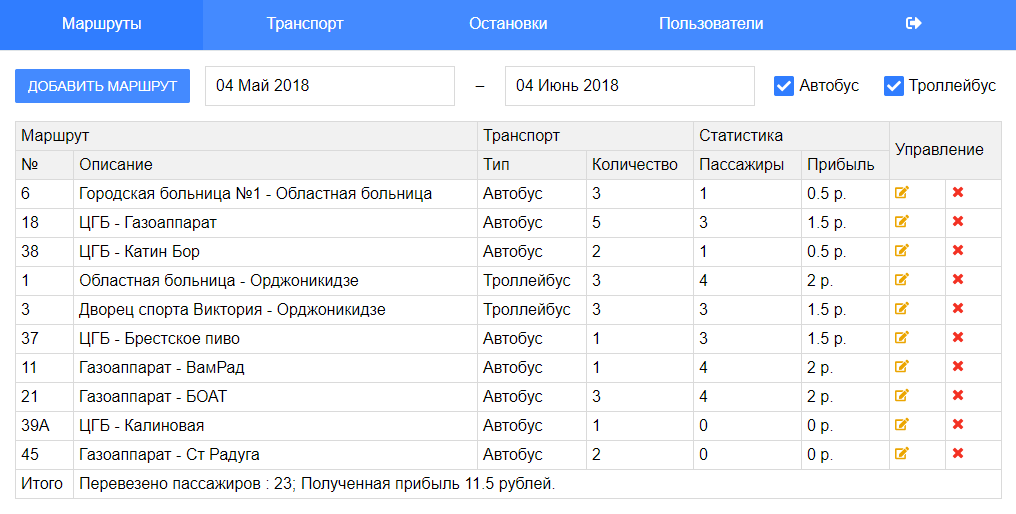 Маршруты Транспорт Остановки Пользователи
ДОБАВИТЬ МАРШРУТ 04 Май 2018 – 04 Июнь 2018 Автобус Троллейбус
Маршрут Транспорт Статистика Управление
№ Описание Тип Количество Пассажиры Прибыль
6 Городская больница №1 - Областная больница Автобус 3 1 0.5 р.
18 ЦГБ - Газоаппарат Автобус 5 3 1.5 р.
38 ЦГБ - Катин Бор Автобус 2 1 0.5 р.
1 Областная больница - Орджоникидзе Троллейбус 3 4 2 р.
3 Дворец спорта Виктория - Орджоникидзе Троллейбус 3 3 1.5 р.
37 ЦГБ - Брестское пиво Автобус 1 3 1.5 р.
11 Газоаппарат - ВамРад Автобус 1 4 2 р.
21 Газоаппарат - БОАТ Автобус 3 4 2 р.
39А ЦГБ - Калиновая Автобус 1 0 0 р.
45 Газоаппарат - Ст Радуга Автобус 2 0 0 р.
Итого Перевезено пассажиров : 23; Полученная прибыль 11.5 рублей.